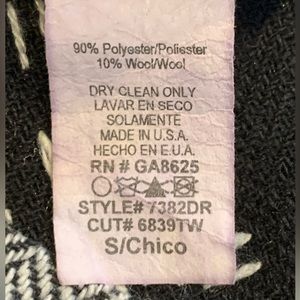 90% Polyester/Poliisster
10% Wool/Wool
DRY CLEAN ONLY
LAVAR EN SECO
SOLAMENTE
MADE IN U.S.A.
HECHO EN E.U.A.
RN # GA8625
STYLE# 7382DR
CUT# 6839TW
S/Chico